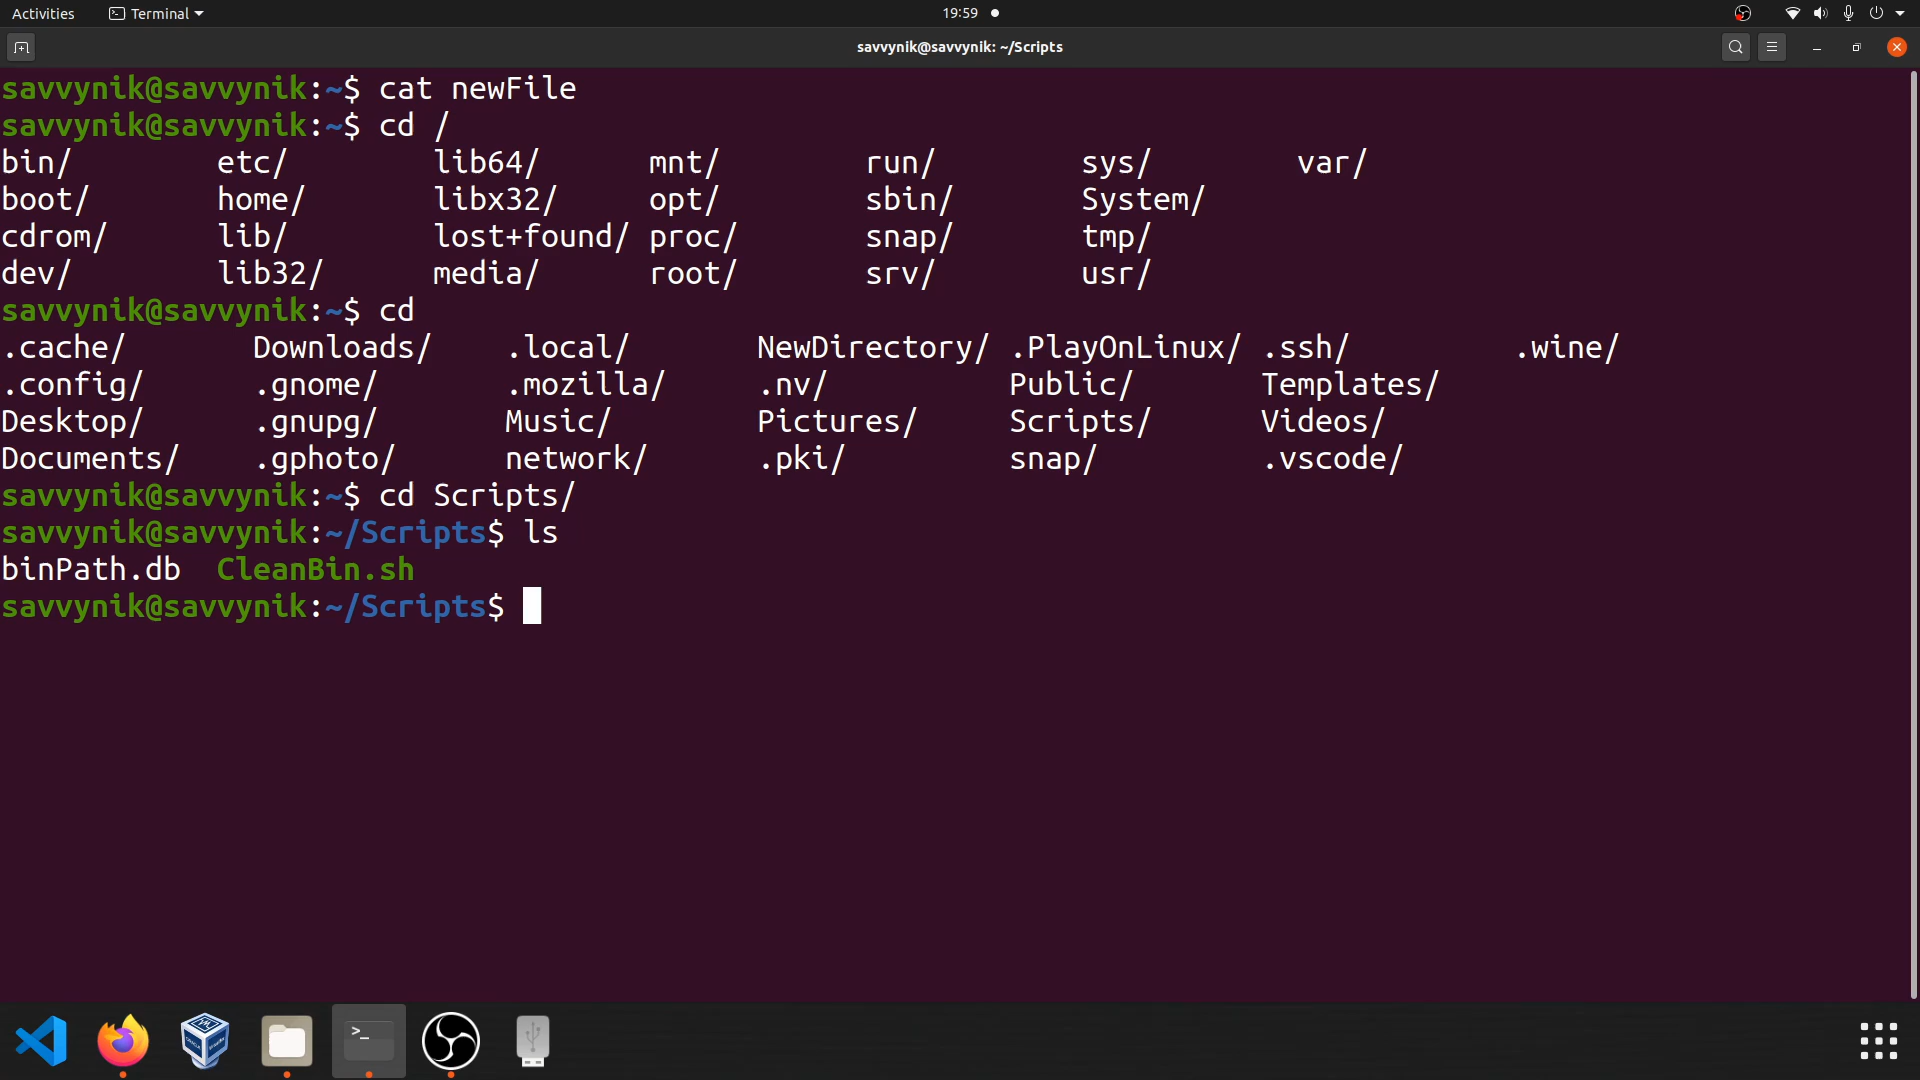 Activities Terminal 19:59
savvynik@savvynik: ~/Scripts
savvynik@savvynik:~$ cat newFile
savvynik@savvynik:~$ cd /
bin/ etc/ lib64/ mnt/ run/ sys/ var/
boot/ home/ libx32/ opt/ sbin/ System/
cdrom/ lib/ lost+found/ proc/ snap/ tmp/
dev/ lib32/ media/ root/ srv/ usr/
savvynik@savvynik:~$ cd
.cache/ Downloads/ .local/ NewDirectory/ .PlayOnLinux/ .ssh/ .wine/
.config/ .gnome/ .mozilla/ .nv/ Public/ Templates/
Desktop/ .gnupg/ Music/ Pictures/ Scripts/ Videos/
Documents/ .gphoto/ network/ .pki/ snap/ .vscode/
savvynik@savvynik:~$ cd Scripts/
savvynik@savvynik:~/Scripts$ ls
binPath.db CleanBin.sh
savvynik@savvynik:~/Scripts$
>_